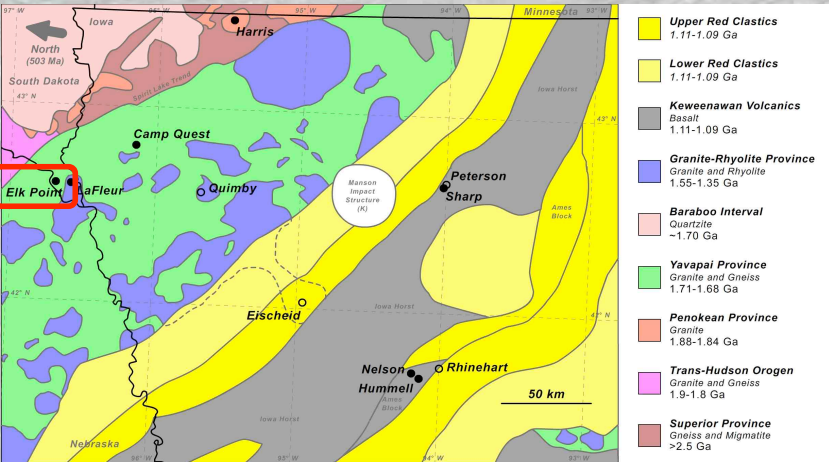 97° W
96° W
95° W
94° W
Minnesota
93° W
Iowa
North
(503 Ma)
South Dakota
Harris
Spirit Lake Trend
43° N
Iowa Horst
43° N
Camp Quest
Elk Point
LaFleur
Quimby
Manson
Impact
Structure
(K)
Peterson
Sharp
Ames
Block
42° N
Eischeid
Iowa Horst
42° N
Nelson
Hummell
Rhinehart
Ames
Block
50 km
Iowa Horst
Nebraska
96° W
95° W
94° W
93° W
Upper Red Clastics
1.11-1.09 Ga
Lower Red Clastics
1.11-1.09 Ga
Keweenawan Volcanics
Basalt
1.11-1.09 Ga
Granite-Rhyolite Province
Granite and Rhyolite
1.55-1.35 Ga
Baraboo Interval
Quartzite
~1.70 Ga
Yavapai Province
Granite and Gneiss
1.71-1.68 Ga
Penokean Province
Granite
1.88-1.84 Ga
Trans-Hudson Orogen
Granite and Gneiss
1.9-1.8 Ga
Superior Province
Gneiss and Migmatite
>2.5 Ga